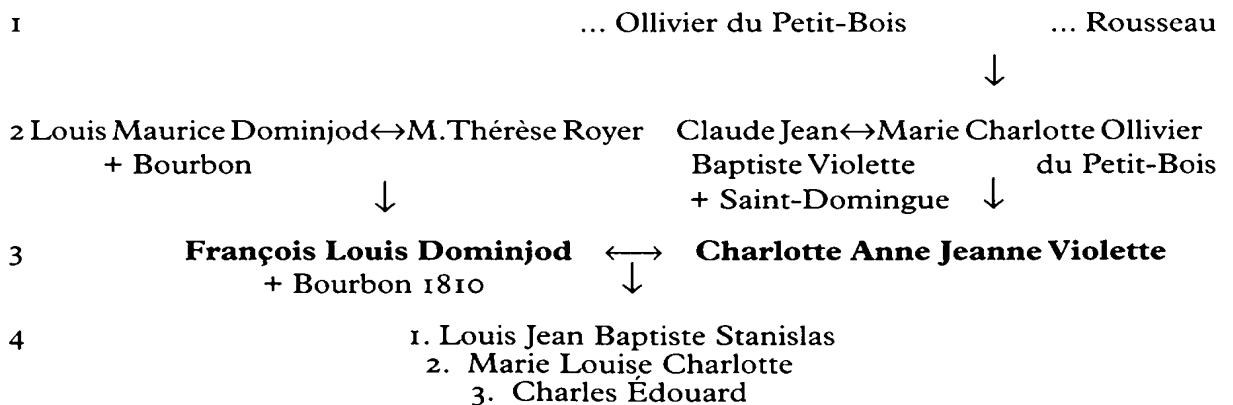 1 ... Ollivier du Petit-Bois ... Rousseau
↓
2 Louis Maurice Dominjod↔M.Thérèse Royer Claude Jean↔Marie Charlotte Ollivier
+ Bourbon Baptiste Violette du Petit-Bois
↓ + Saint-Domingue ↓
3 François Louis Dominjod ↔ Charlotte Anne Jeanne Violette
+ Bourbon 1810 ↓
4 1. Louis Jean Baptiste Stanislas
2. Marie Louise Charlotte
3. Charles Édouard